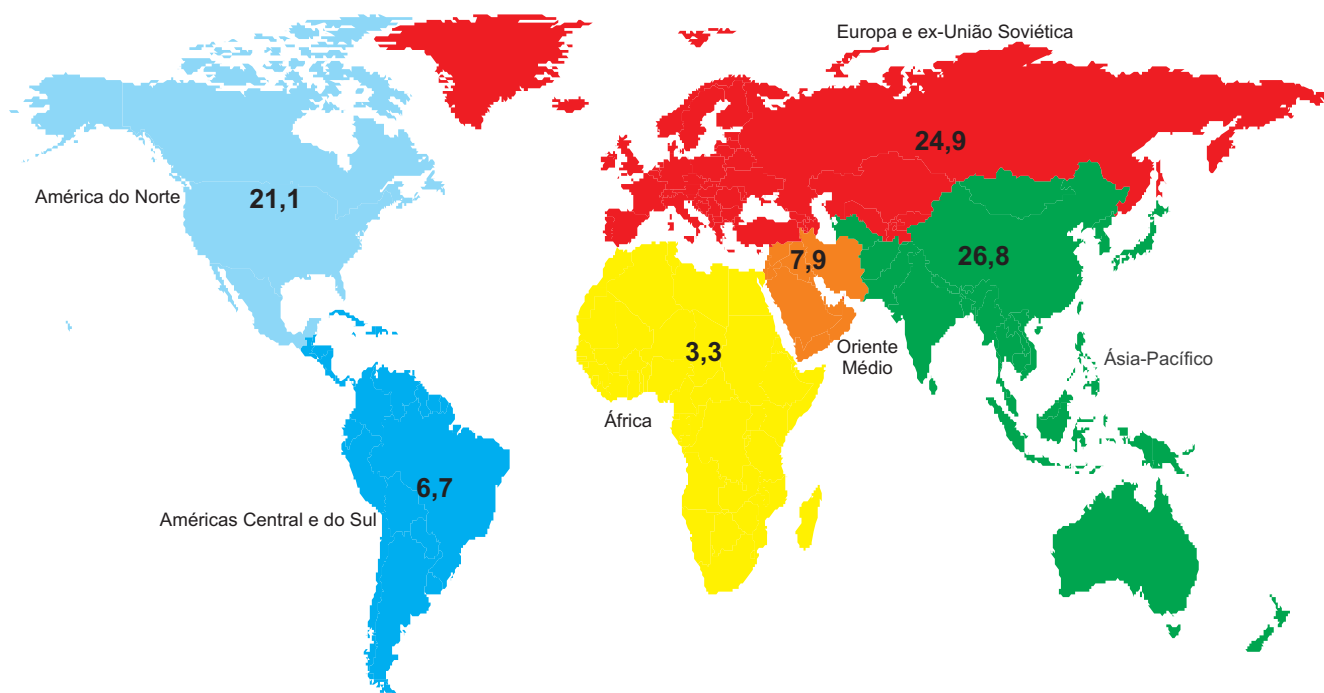 Europa e ex-União Soviética
24,9
América do Norte
21,1
26,8
7,9
3,3
Oriente
Médio
Ásia-Pacífico
África
6,7
Américas Central e do Sul